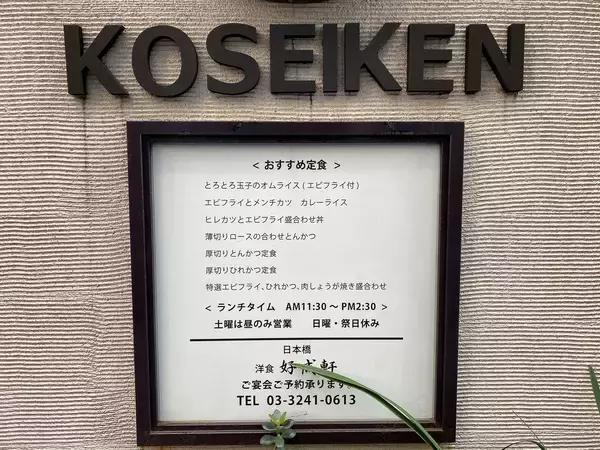 KOSEIKEN
< おすすめ定食 >
とろとろ玉子のオムライス ( エビフライ付 )
エビフライとメンチカツ　カレーライス
ヒレカツとエビフライ盛合わせ丼
薄切りロースの合わせとんかつ
厚切りとんかつ定食
厚切りひれかつ定食
特選エビフライ、ひれかつ、肉しょうが焼き盛合わせ
< ランチタイム　AM11:30 〜 PM2:30 >
土曜は昼のみ営業　　日曜・祭日休み
日本橋
洋食 好成軒
ご宴会ご予約承ります
TEL 03-3241-0613